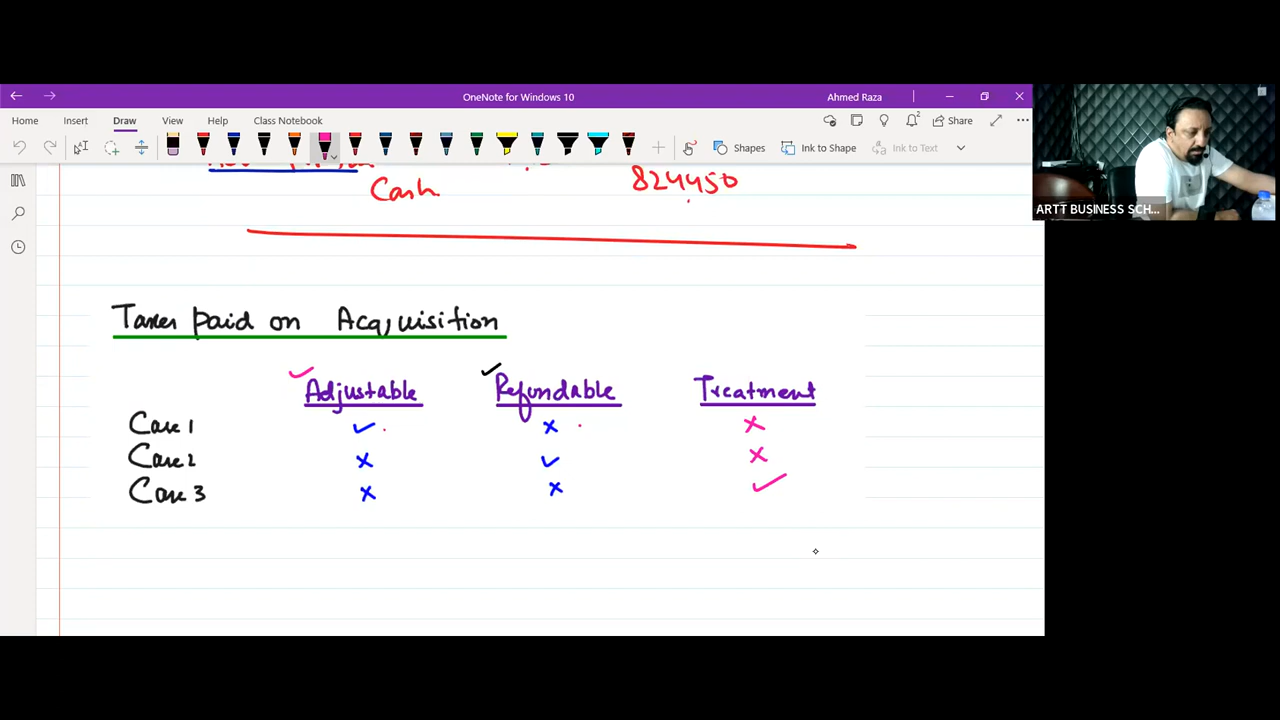 OneNote for Windows 10
Ahmed Raza
Home Insert Draw View Help Class Notebook
Share
Shapes Ink to Shape Ink to Text
Cash 824450
ARTT BUSINESS SCH...
Taxes paid on Acquisition
Adjustable Refundable Treatment
Case 1 ✓ × ×
Case 2 × ✓ ×
Case 3 × × ✓